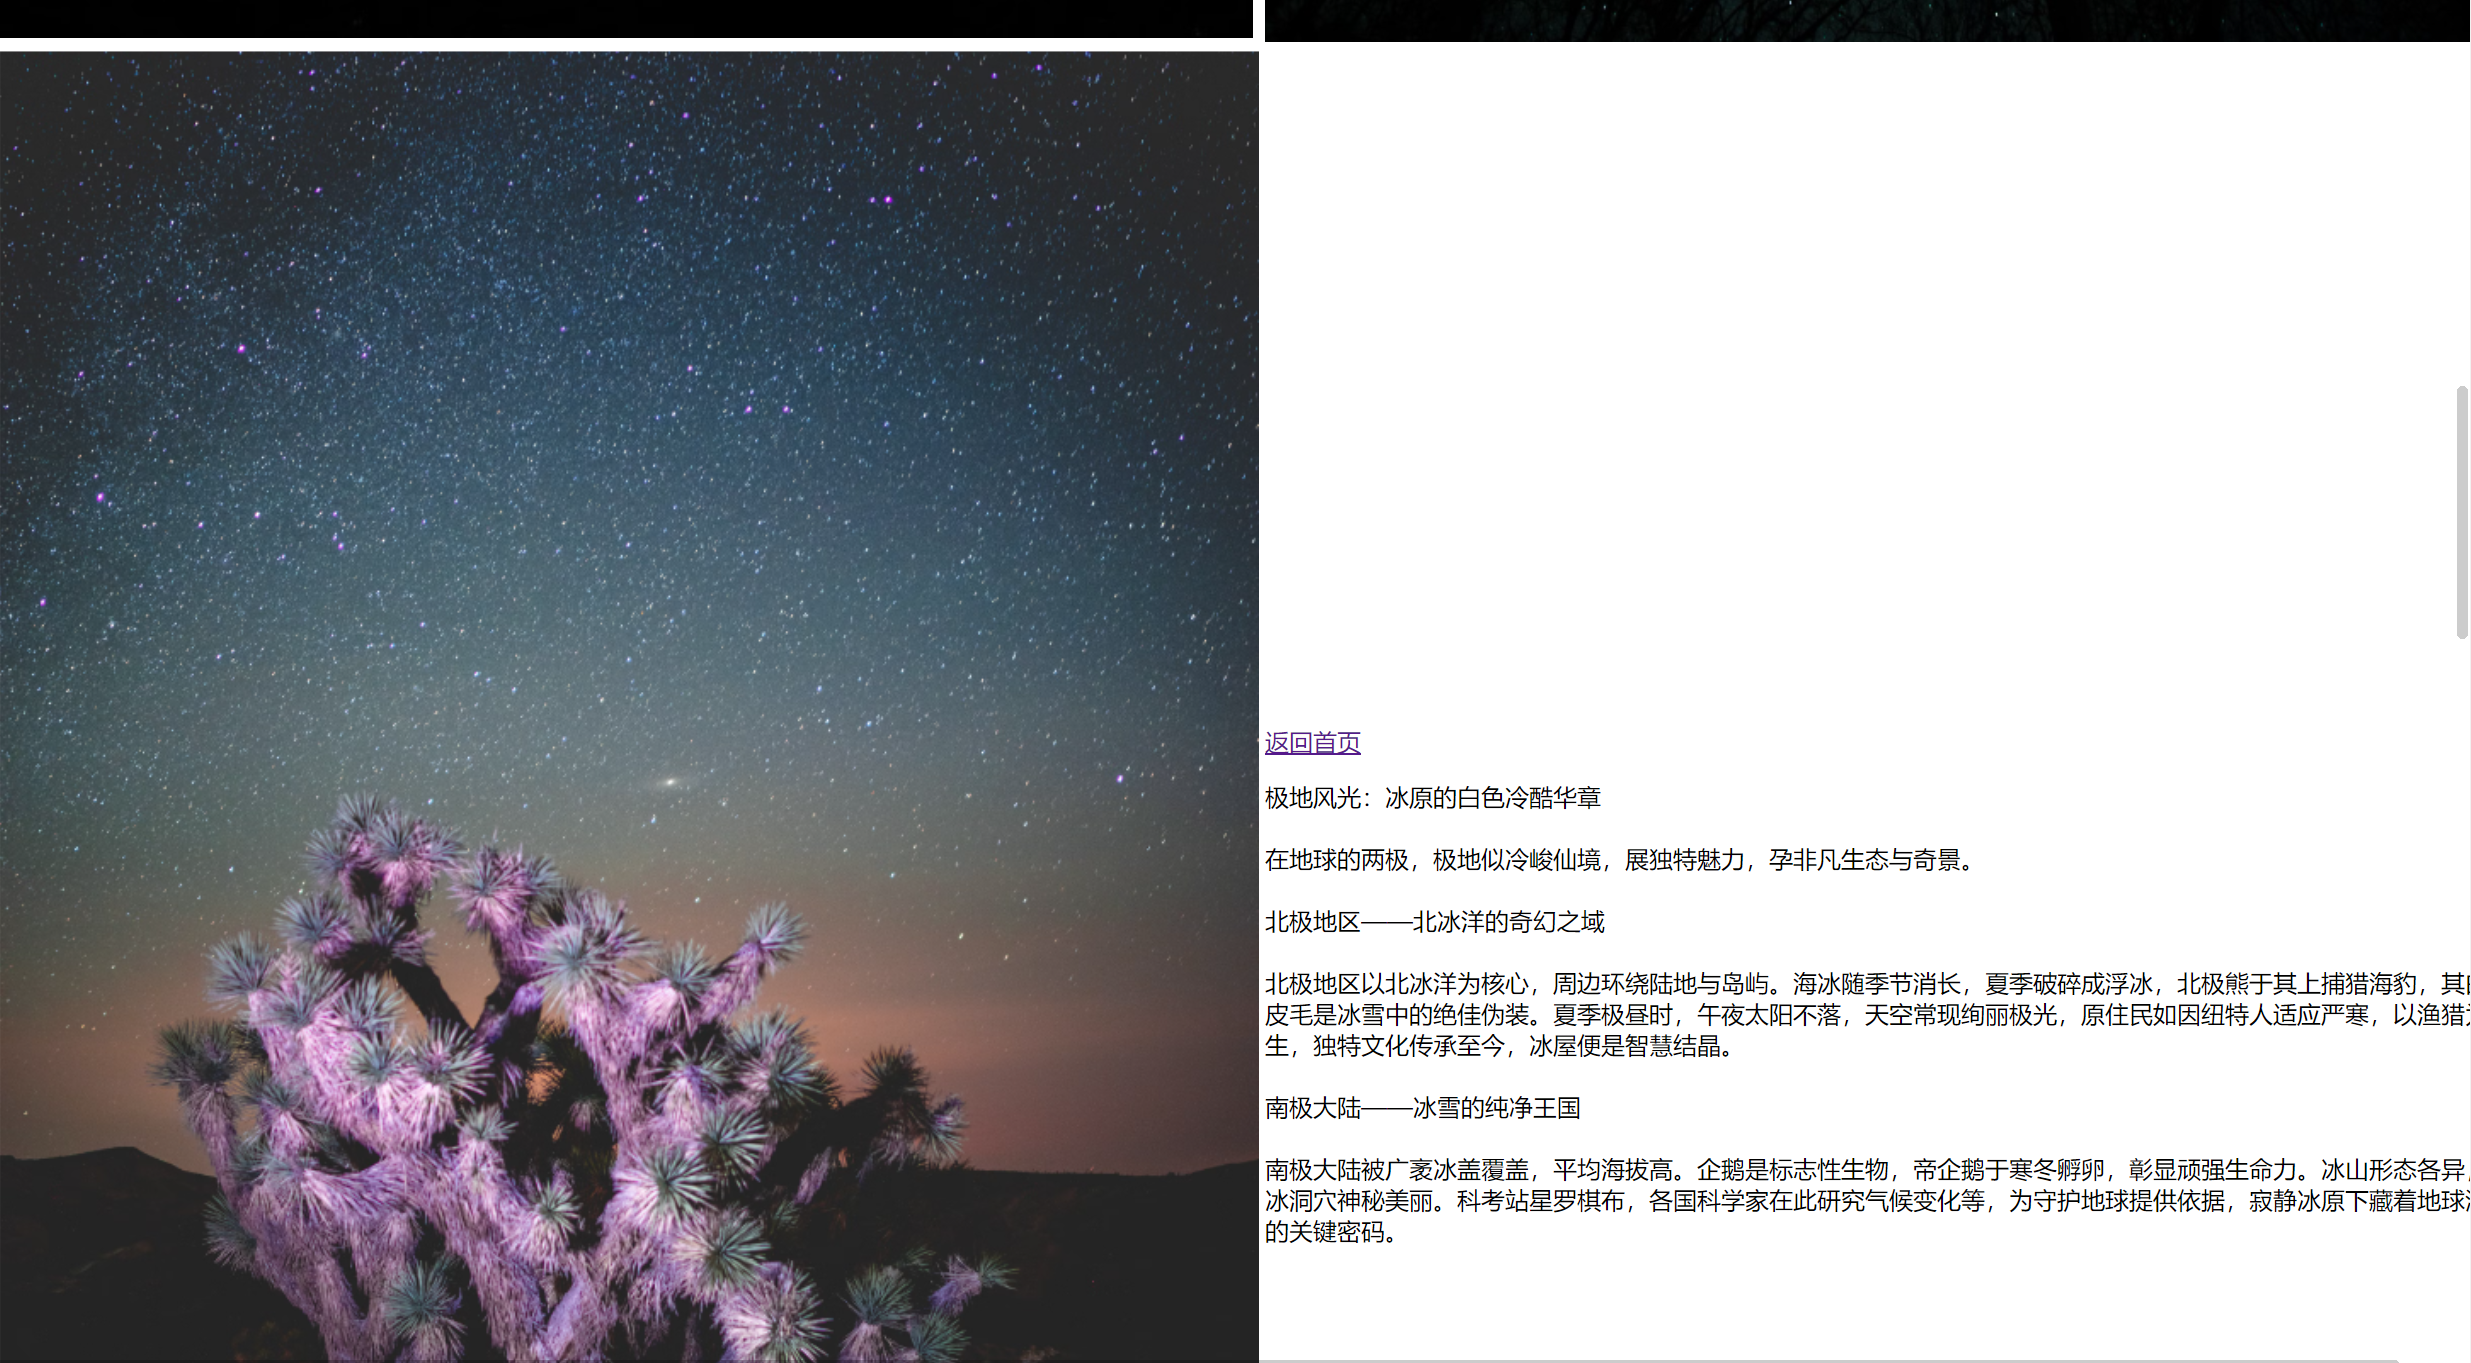 返回首页
极地风光：冰原的白色冷酷华章
在地球的两极，极地似冷峻仙境，展独特魅力，孕非凡生态与奇景。
北极地区——北冰洋的奇幻之域
北极地区以北冰洋为核心，周边环绕陆地与岛屿。海冰随季节消长，夏季破碎成浮冰，北极熊于其上捕猎海豹，其
皮毛是冰雪中的绝佳伪装。夏季极昼时，午夜太阳不落，天空常现绚丽极光，原住民如因纽特人适应严寒，以渔猎
生，独特文化传承至今，冰屋便是智慧结晶。
南极大陆——冰雪的纯净王国
南极大陆被广袤冰盖覆盖，平均海拔高。企鹅是标志性生物，帝企鹅于寒冬孵卵，彰显顽强生命力。冰山形态各异，
冰洞穴神秘美丽。科考站星罗棋布，各国科学家在此研究气候变化等，为守护地球提供依据，寂静冰原下藏着地球
的关键密码。